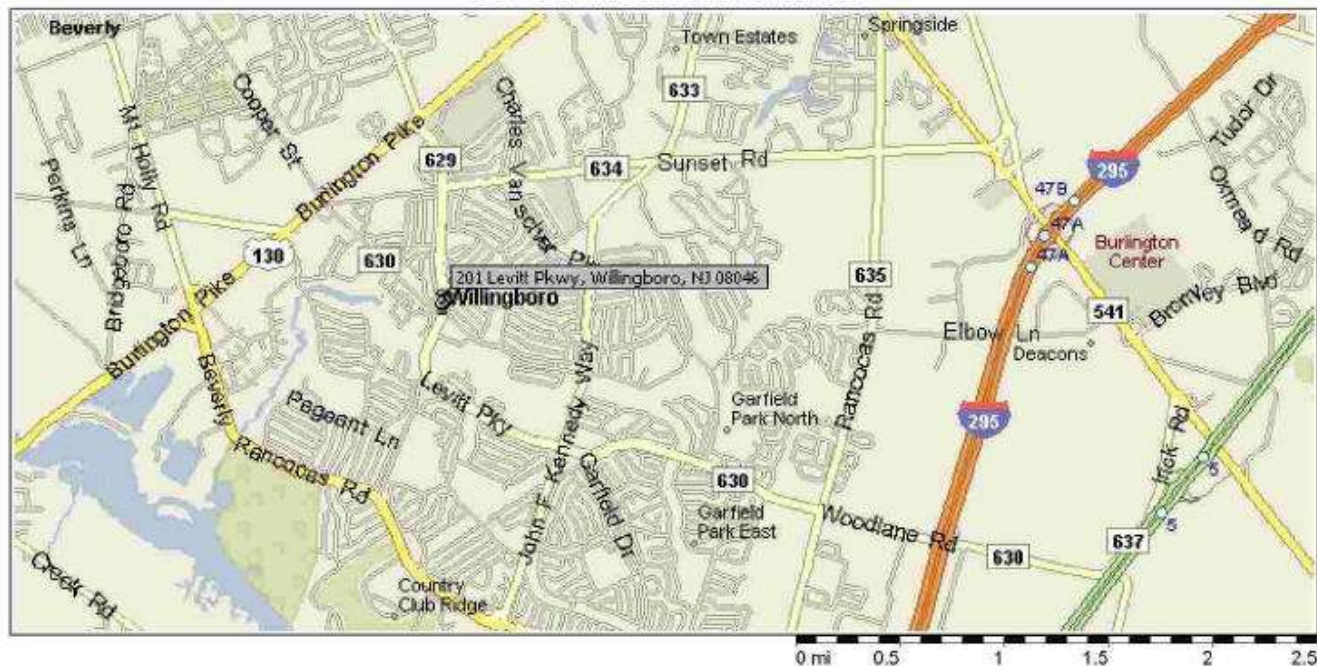 Beverly
Town Estates
Springside
Cooper St
Charles Van sciver Pky
633
Mt Holly Rd
Burlington Pike
Tudor Dr
629
634
Sunset Rd
295
Perkins Ln
Bridgeboro Rd
47B
47A
47A
Oxmead Rd
130
630
Burlington
Center
201 Levitt Pkwy, Willingboro, NJ 08046
Willingboro
635
541
Bromley Blvd
Elbow Ln
Deacons
Burlington Pike
Beverly
Rancocas Rd
Levitt Pky
Pageant Ln
John F Kennedy Way
Garfield
Park North
Rancocas Rd
295
Irick Rd
5
5
Garfield Dr
630
Garfield
Park East
Woodlane Rd
630
637
Creek Rd
Country
Club Ridge
0 mi 0.5 1 1.5 2 2.5